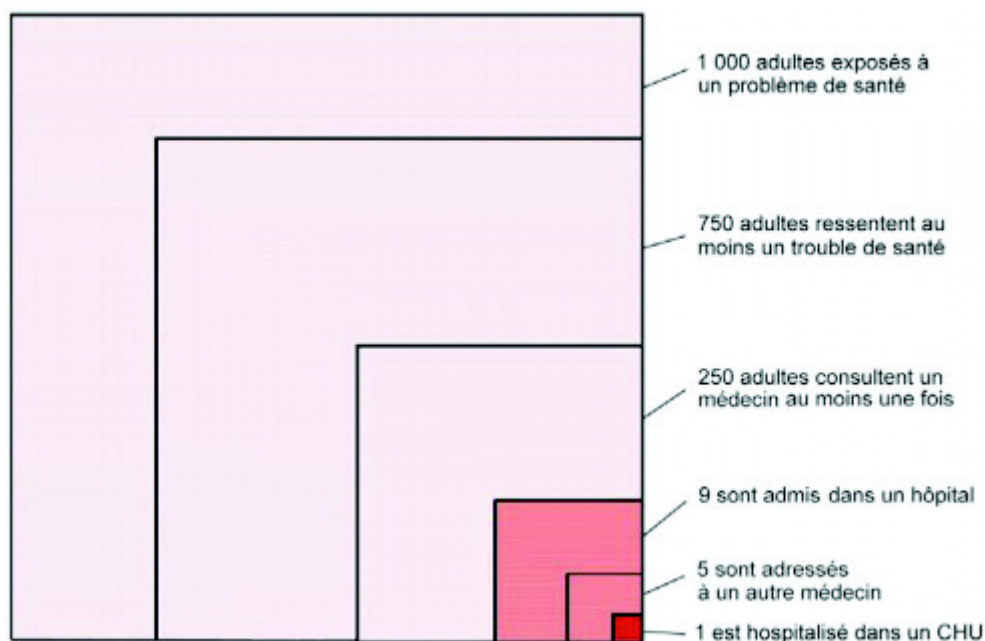 1 000 adultes exposés à
un problème de santé
750 adultes ressentent au
moins un trouble de santé
250 adultes consultent un
médecin au moins une fois
9 sont admis dans un hôpital
5 sont adressés
à un autre médecin
1 est hospitalisé dans un CHU